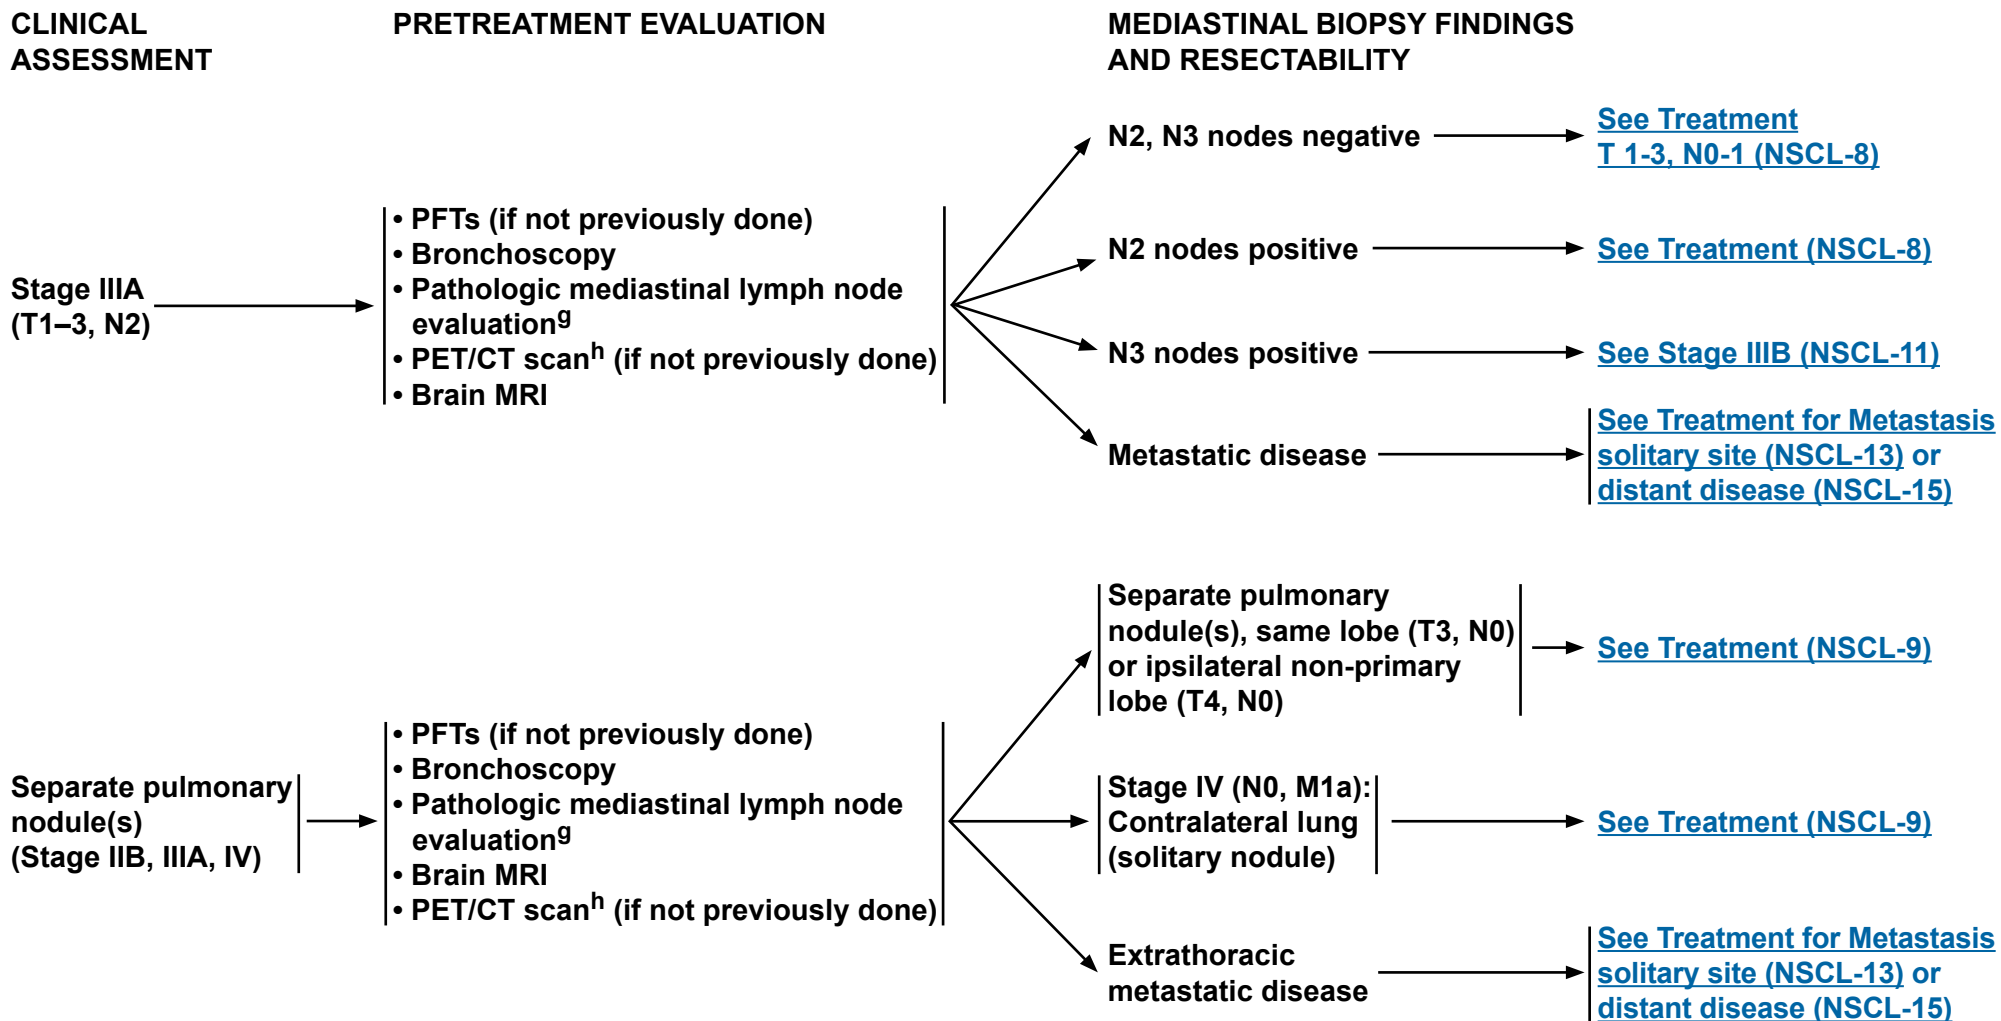 CLINICAL
ASSESSMENT
PRETREATMENT EVALUATION
MEDIASTINAL BIOPSY FINDINGS
AND RESECTABILITY
Stage IIIA
(T1–3, N2)
• PFTs (if not previously done)
• Bronchoscopy
• Pathologic mediastinal lymph node
evaluationg
• PET/CT scanh (if not previously done)
• Brain MRI
N2, N3 nodes negative
See Treatment
T 1-3, N0-1 (NSCL-8)
N2 nodes positive
See Treatment (NSCL-8)
N3 nodes positive
See Stage IIIB (NSCL-11)
Metastatic disease
See Treatment for Metastasis
solitary site (NSCL-13) or
distant disease (NSCL-15)
Separate pulmonary
nodule(s)
(Stage IIB, IIIA, IV)
• PFTs (if not previously done)
• Bronchoscopy
• Pathologic mediastinal lymph node
evaluationg
• Brain MRI
• PET/CT scanh (if not previously done)
Separate pulmonary
nodule(s), same lobe (T3, N0)
or ipsilateral non-primary
lobe (T4, N0)
See Treatment (NSCL-9)
Stage IV (N0, M1a):
Contralateral lung
(solitary nodule)
See Treatment (NSCL-9)
Extrathoracic
metastatic disease
See Treatment for Metastasis
solitary site (NSCL-13) or
distant disease (NSCL-15)